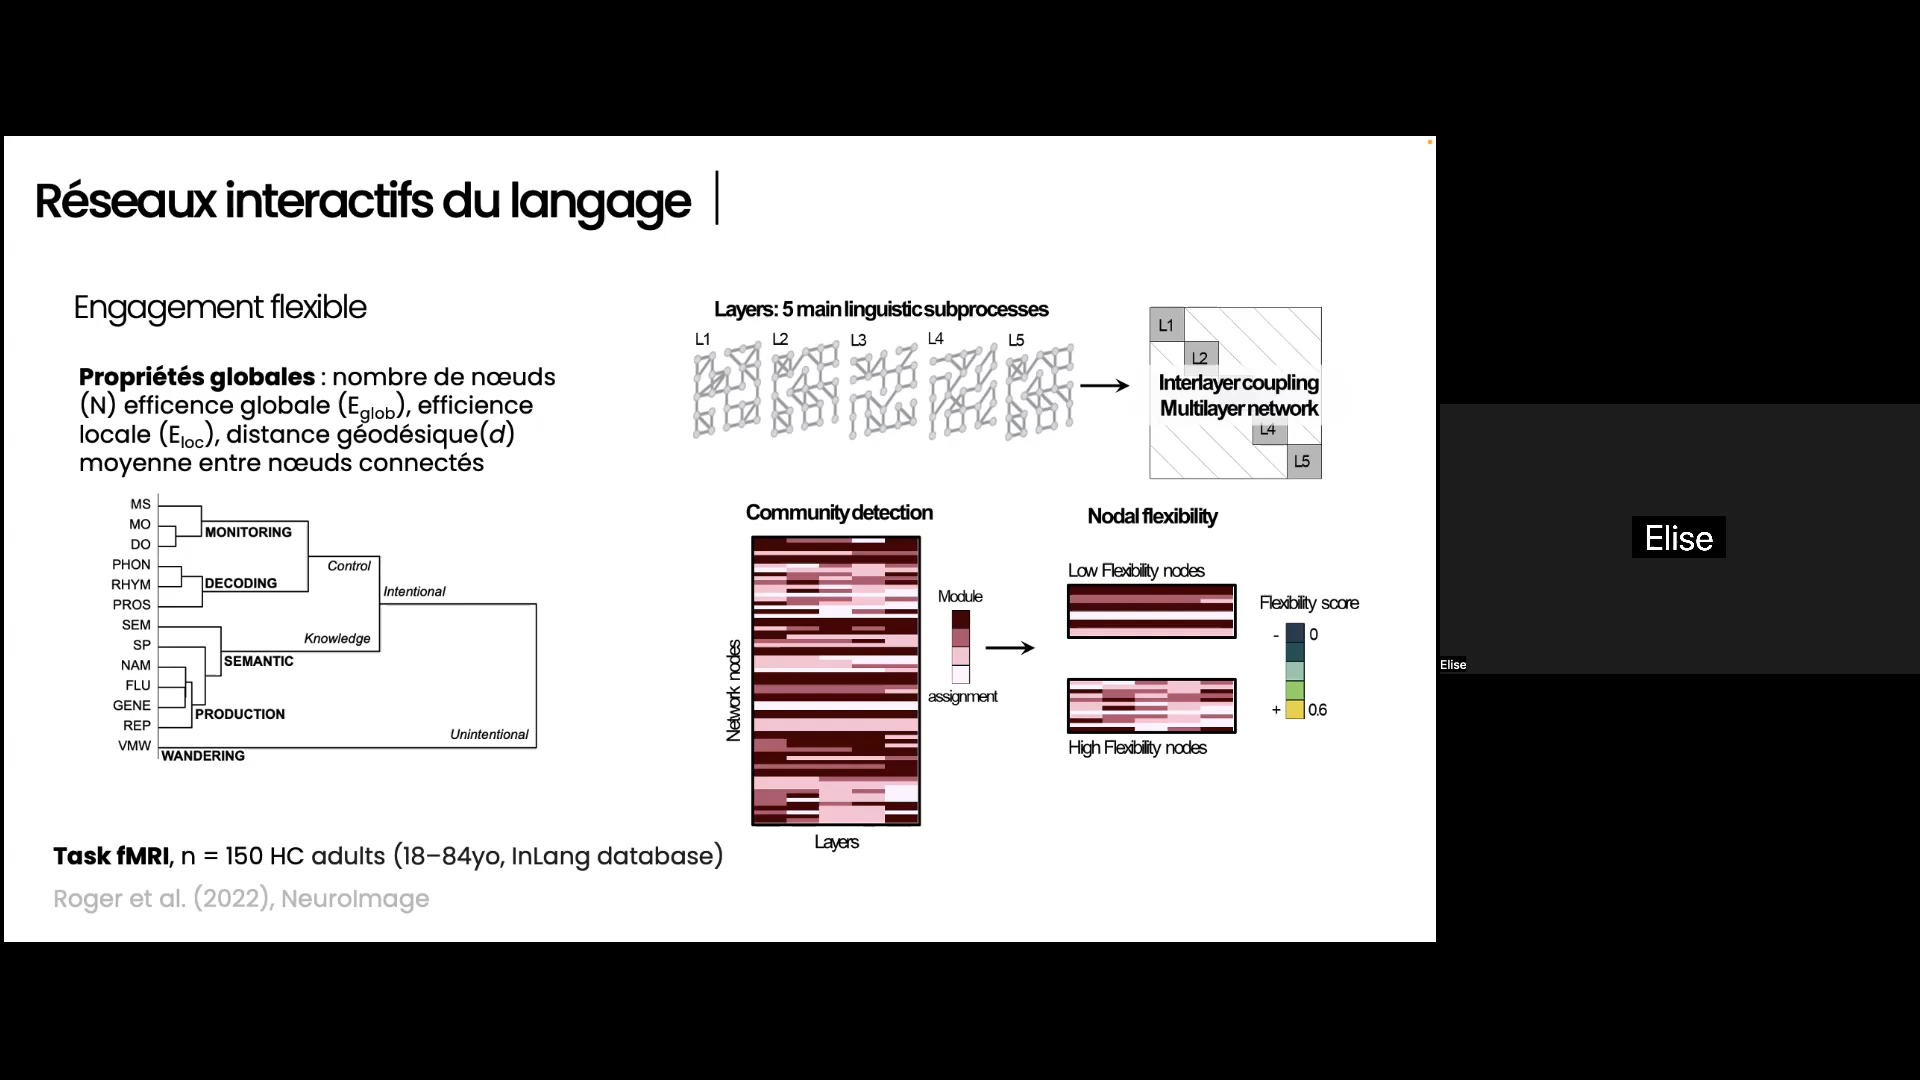 Réseaux interactifs du langage
Engagement flexible
Propriétés globales : nombre de nœuds
(N) efficence globale (Eglob), efficience
locale (Eloc), distance géodésique(d)
moyenne entre nœuds connectés
MS
MO
DO
PHON
RHYM
PROS
SEM
SP
NAM
FLU
GENE
REP
VMW
MONITORING
DECODING
SEMANTIC
PRODUCTION
WANDERING
Control
Knowledge
Intentional
Unintentional
Task fMRI, n = 150 HC adults (18–84yo, InLang database)
Roger et al. (2022), NeuroImage
Layers: 5 main linguistic subprocesses
L1 L2 L3 L4 L5
L1
L2
Interlayer coupling
Multilayer network
L4
L5
Community detection
Network nodes
Layers
Module
assignment
Nodal flexibility
Low Flexibility nodes
High Flexibility nodes
Flexibility score
- 0
+ 0.6
Elise
Elise